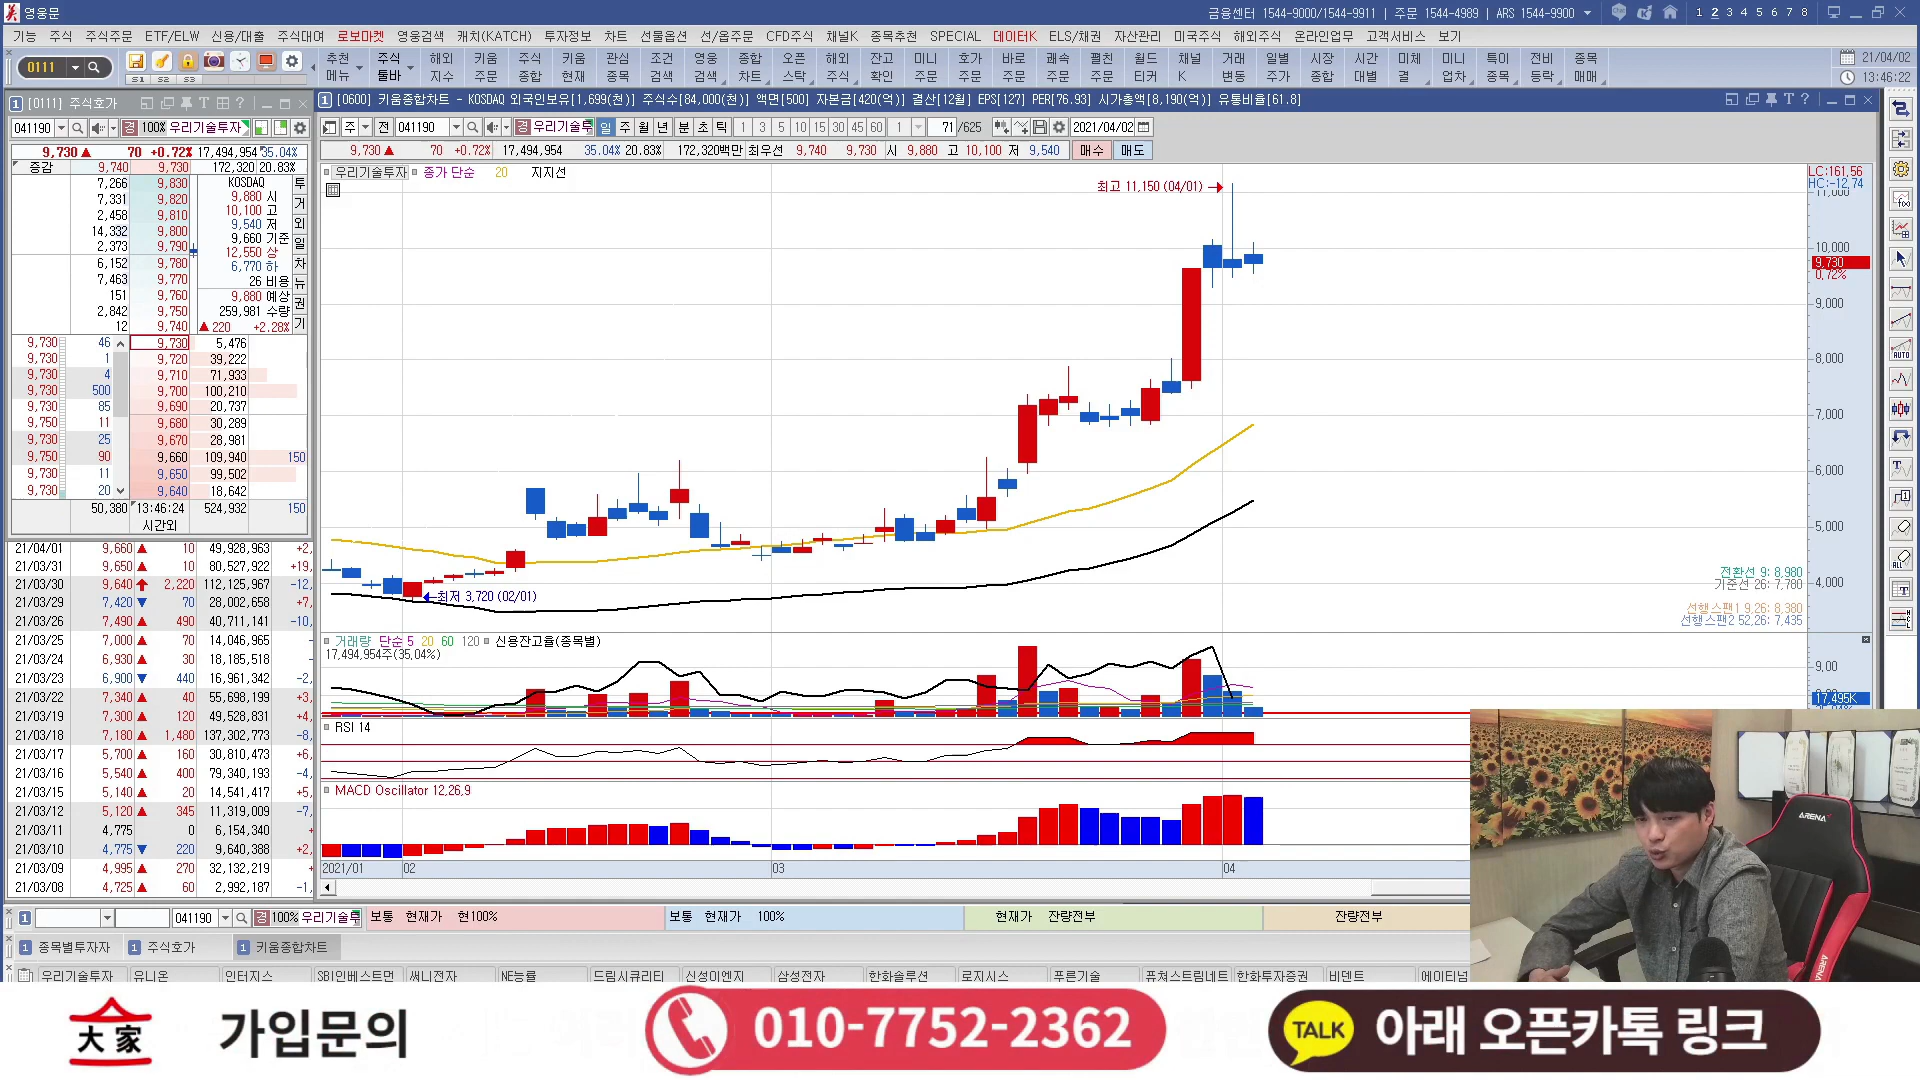 영웅문
금융센터 1544-9000/1544-9911 | 주문 1544-4989 | ARS 1544-9900
1 2 3 4 5 6 7 8
기능 주식 주식주문 ETF/ELW 신용/대출 주식대여 로보마켓 영웅검색 캐치(KATCH) 투자정보 차트 선물옵션 선/옵주문 CFD주식 채널K 종목추천 SPECIAL 데이터K ELS/채권 자산관리 미국주식 해외주식 온라인업무 고객서비스 보기
0111
S1 S2 S3
추천 메뉴
주식 툴바
해외 지수
키움 주문
주식 종합
키움 현재
관심 종목
조건 검색
영웅 검색
종합 차트
오픈 스탁
해외 주식
잔고 확인
미니 주문
호가 주문
바로 주문
쾌속 주문
펼친 주문
월드 티커
채널 K
거래 변동
일별 주가
시장 종합
시간 대별
미체 결
미니 업차
특이 종목
전비 등락
종목 매매
21/04/02
13:46:22
1 [0111] 주식호가
041190 경 100% 우리기술투자
9,730 ▲ 70 +0.72% 17,494,954 35.04%
증감 9,740 9,730 172,320 20.83%
7,266 9,830 KOSDAQ 투
7,331 9,820 9,880 시
2,458 9,810 10,100 고 거
14,332 9,800 9,540 저 외
2,373 9,790 9,660 기준 일
12,550 상
6,152 9,780 6,770 하 차
7,463 9,770 26 비용 뉴
151 9,760 9,880 예상
2,842 9,750 259,981 수량 권
12 9,740 ▲ 220 +2.28% 기
9,730 46 9,730 5,476
9,730 1 9,720 39,222
9,730 4 9,710 71,933
9,730 500 9,700 100,210
9,730 85 9,690 20,737
9,750 11 9,680 30,289
9,730 25 9,670 28,981
9,750 90 9,660 109,940 150
9,730 11 9,650 99,502
9,730 20 9,640 18,642
50,380 13:46:24 524,932 150
시간외
21/04/01 9,660 ▲ 10 49,928,963 +2,
21/03/31 9,650 ▲ 10 80,527,922 +19,
21/03/30 9,640 ↑ 2,220 112,125,967 -12,
21/03/29 7,420 ▼ 70 28,002,658 +7,
21/03/26 7,490 ▲ 490 40,711,141 -10,
21/03/25 7,000 ▲ 70 14,046,965 -
21/03/24 6,930 ▲ 30 18,185,518 -
21/03/23 6,900 ▼ 440 16,961,342 -2,
21/03/22 7,340 ▲ 40 55,698,199 +3,
21/03/19 7,300 ▲ 120 49,528,831 +4,
21/03/18 7,180 ▲ 1,480 137,302,773 -8,
21/03/17 5,700 ▲ 160 30,810,473 +6,
21/03/16 5,540 ▲ 400 79,340,193 -4,
21/03/15 5,140 ▲ 20 14,541,417 +5,
21/03/12 5,120 ▲ 345 11,319,009 -7,
21/03/11 4,775 0 6,154,340 +
21/03/10 4,775 ▼ 220 9,640,388 +2,
21/03/09 4,995 ▲ 270 32,132,219
21/03/08 4,725 ▲ 60 2,992,187 -1,
1 [0600] 키움종합차트 - KOSDAQ 외국인보유[1,699(천)] 주식수[84,000(천)] 액면[500] 자본금[420(억)] 결산[12월] EPS[127] PER[76.93] 시가총액[8,190(억)] 유통비율[61.8]
주 전 041190 경 우리기술투 일 주 월 년 분 초 틱 1 3 5 10 15 30 45 60 1 71 /625 2021/04/02
9,730 ▲ 70 +0.72% 17,494,954 35.04% 20.83% 172,320백만 최우선 9,740 9,730 시 9,880 고 10,100 저 9,540 매수 매도
우리기술투자 종가 단순 20 지지선
최고 11,150 (04/01) →
←최저 3,720 (02/01)
LC:161,56
HC:-12,74
11,000
10,000
9,730
0,72%
9,000
8,000
7,000
6,000
5,000
4,000
전환선 9: 8,980
기준선 26: 7,780
선행스팬1 9,26: 8,380
선행스팬2 52,26: 7,435
거래량 단순 5 20 60 120 신용잔고율(종목별)
17,494,954주(35,04%)
9,00
17,495K
RSI 14
MACD Oscillator 12,26,9
2021/01 02 03 04
1 041190 경 100% 우리기술투 보통 현재가 현100% 보통 현재가 100% 현재가 잔량전부 잔량전부
1 종목별투자자 1 주식호가 1 키움종합차트
우리기술투자 유니온 인터지스 SBI인베스트먼 써니전자 NE능률 드림시큐리티 신성이엔지 삼성전자 한화솔루션 로지시스 푸른기술 퓨쳐스트림네트 한화투자증권 비덴트 에이티넘
ARENA
ARENA
大家
가입문의
010-7752-2362
TALK
아래 오픈카톡 링크